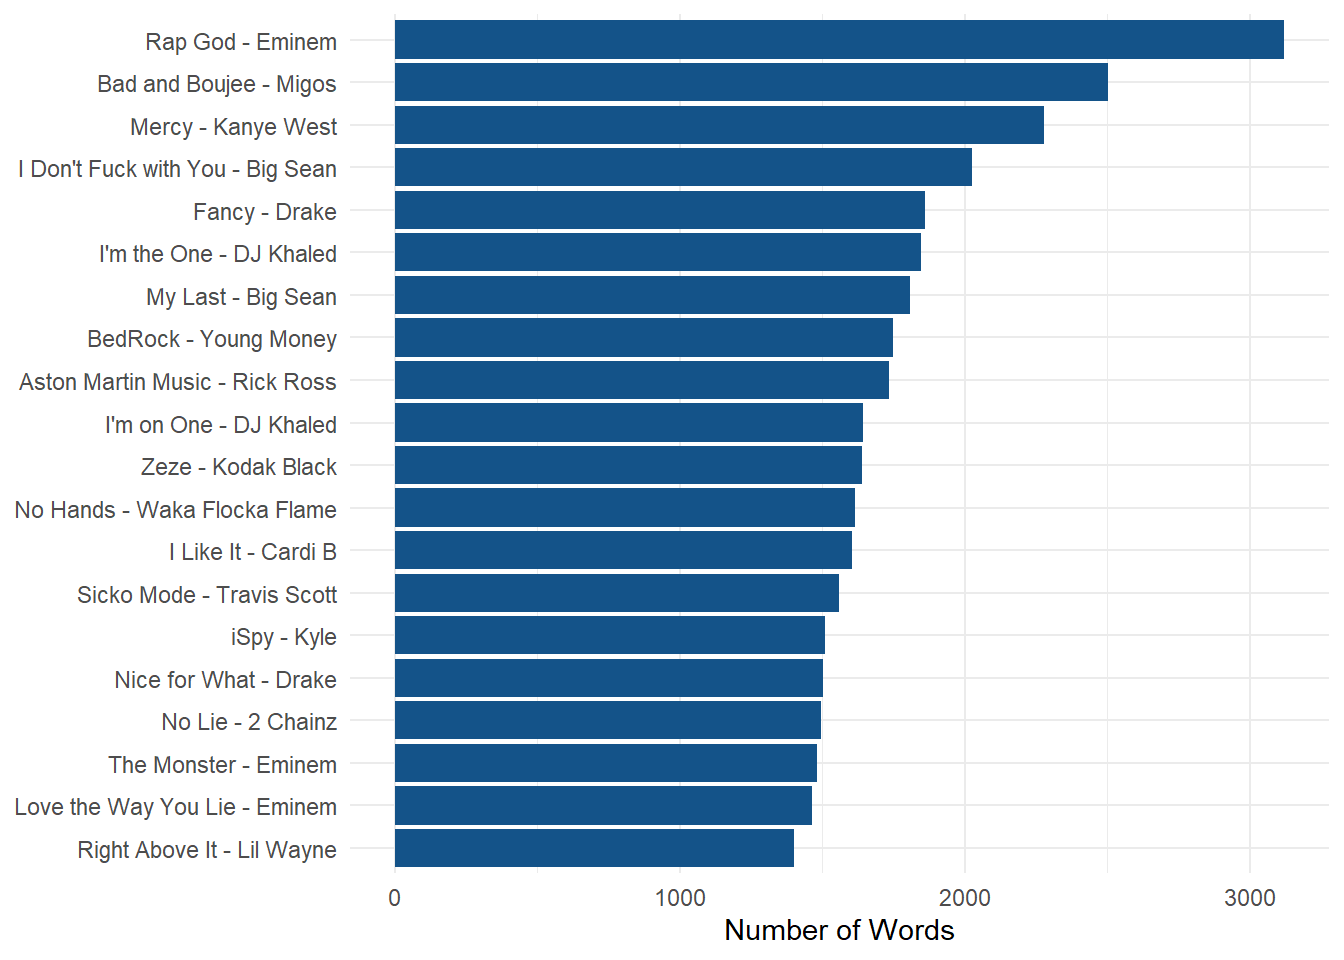 Rap God - Eminem
Bad and Boujee - Migos
Mercy - Kanye West
I Don't Fuck with You - Big Sean
Fancy - Drake
I'm the One - DJ Khaled
My Last - Big Sean
BedRock - Young Money
Aston Martin Music - Rick Ross
I'm on One - DJ Khaled
Zeze - Kodak Black
No Hands - Waka Flocka Flame
I Like It - Cardi B
Sicko Mode - Travis Scott
iSpy - Kyle
Nice for What - Drake
No Lie - 2 Chainz
The Monster - Eminem
Love the Way You Lie - Eminem
Right Above It - Lil Wayne
0 1000 2000 3000
Number of Words